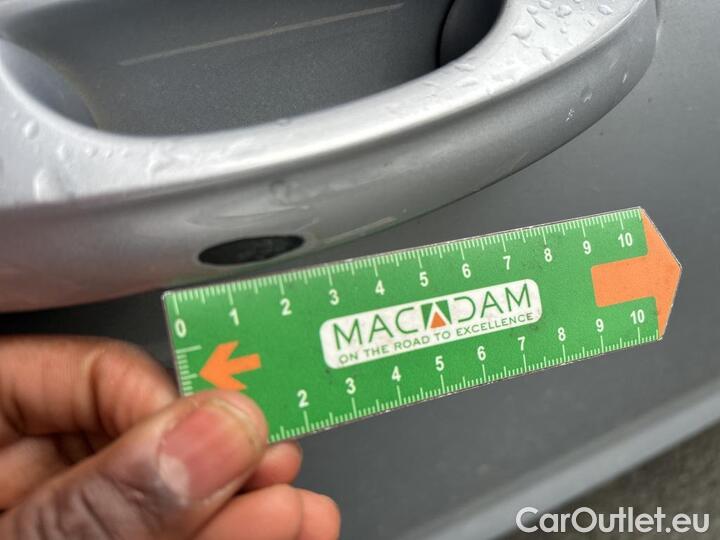 0 1 2 3 4 5 6 7 8 9 10
MACADAM
ON THE ROAD TO EXCELLENCE
2 3 4 5 6 7 8 9 10
CarOutlet.eu